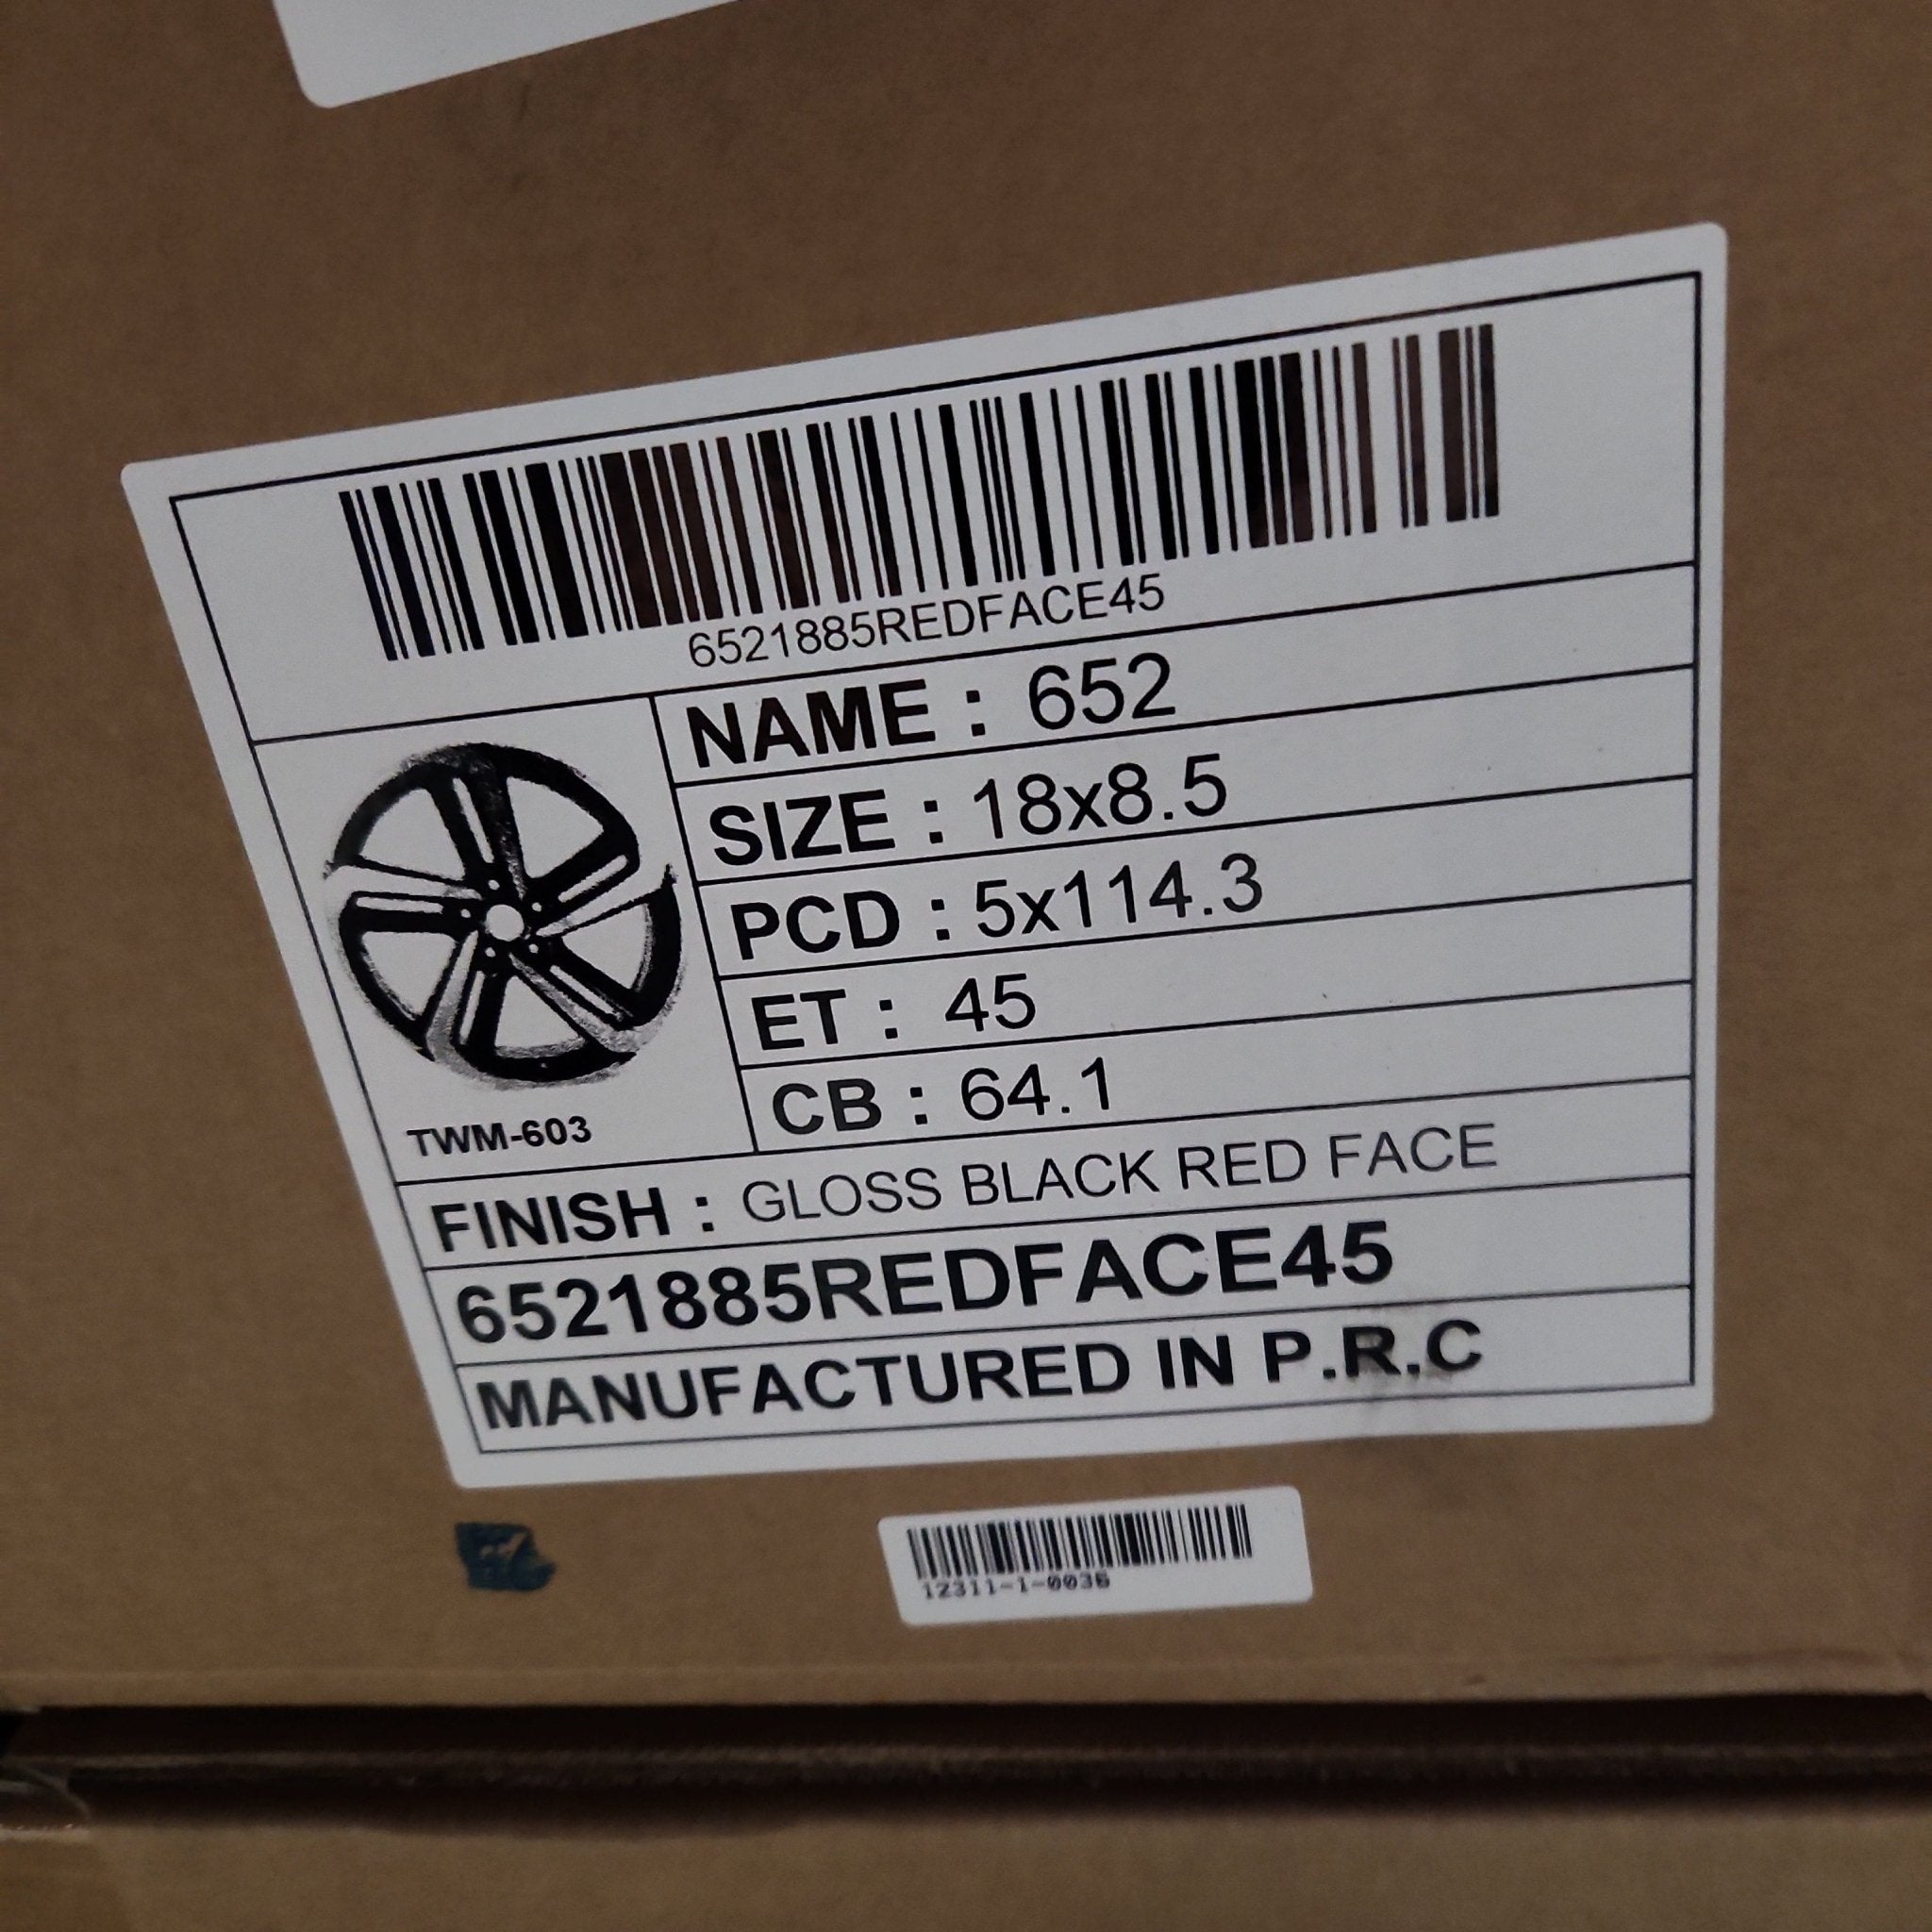 6521885REDFACE45
NAME : 652
SIZE : 18x8.5
PCD : 5x114.3
ET : 45
CB : 64.1
TWM-603
FINISH : GLOSS BLACK RED FACE
6521885REDFACE45
MANUFACTURED IN P.R.C
12311-1-0036